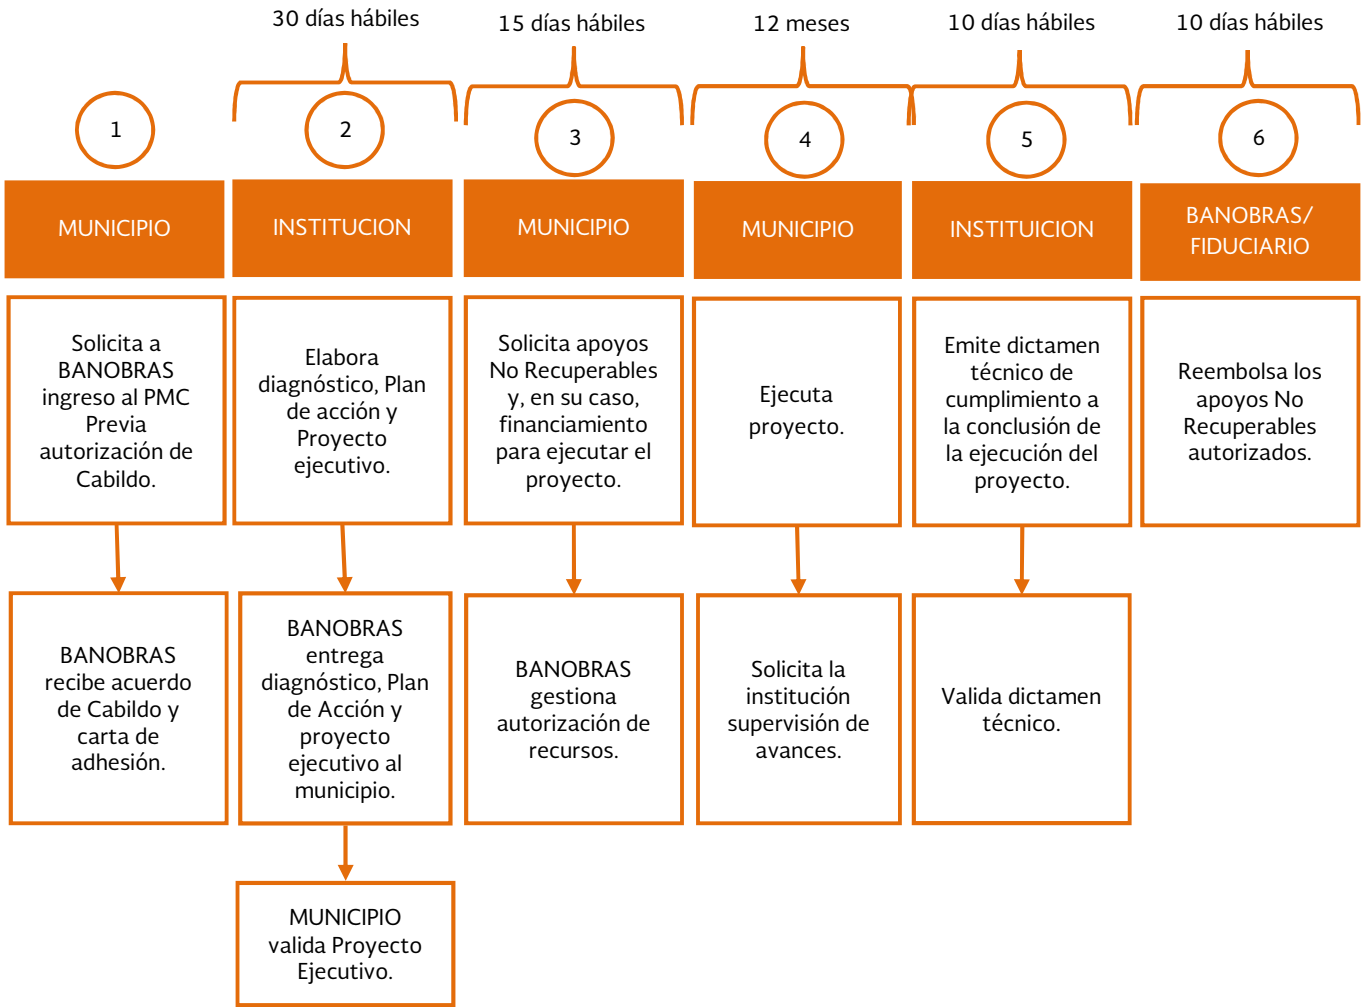 30 días hábiles
15 días hábiles
12 meses
10 días hábiles
10 días hábiles
1
2
3
4
5
6
MUNICIPIO
INSTITUCION
MUNICIPIO
MUNICIPIO
INSTITUICION
BANOBRAS/
FIDUCIARIO
Solicita a
BANOBRAS
ingreso al PMC
Previa
autorización de
Cabildo.
Elabora
diagnóstico, Plan
de acción y
Proyecto
ejecutivo.
Solicita apoyos
No Recuperables
y, en su caso,
financiamiento
para ejecutar el
proyecto.
Ejecuta
proyecto.
Emite dictamen
técnico de
cumplimiento a
la conclusión de
la ejecución del
proyecto.
Reembolsa los
apoyos No
Recuperables
autorizados.
BANOBRAS
recibe acuerdo
de Cabildo y
carta de
adhesión.
BANOBRAS
entrega
diagnóstico, Plan
de Acción y
proyecto
ejecutivo al
municipio.
BANOBRAS
gestiona
autorización de
recursos.
Solicita la
institución
supervisión de
avances.
Valida dictamen
técnico.
MUNICIPIO
valida Proyecto
Ejecutivo.